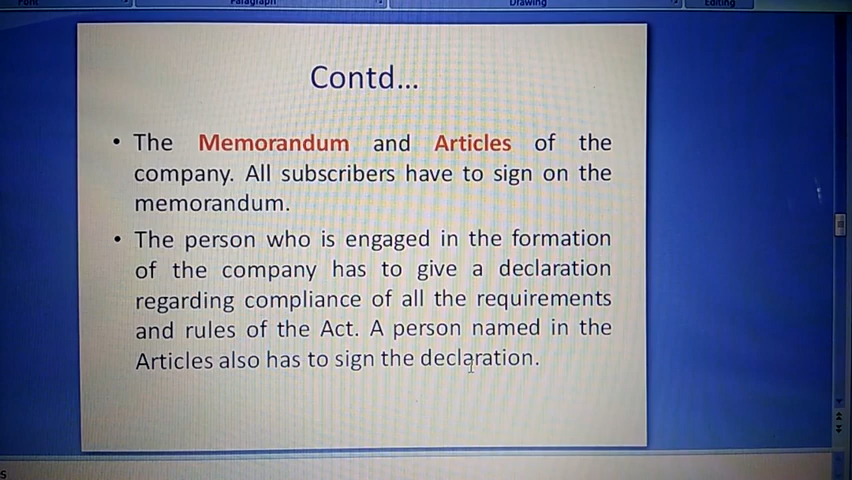 Font
Paragraph
Drawing
Editing
Contd...
• The Memorandum and Articles of the
company. All subscribers have to sign on the
memorandum.
• The person who is engaged in the formation
of the company has to give a declaration
regarding compliance of all the requirements
and rules of the Act. A person named in the
Articles also has to sign the declaration.